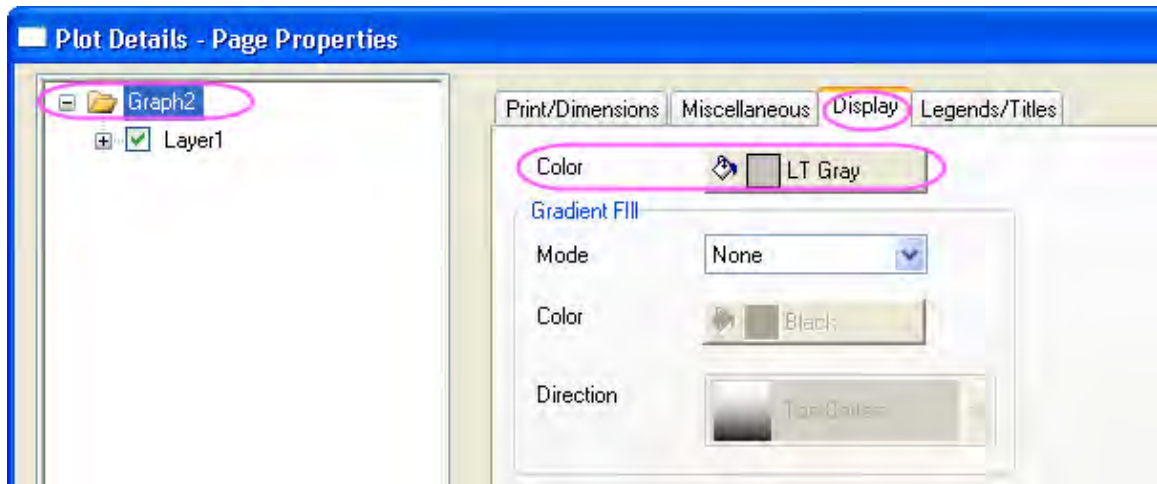 Plot Details - Page Properties
Graph2
Layer1
Print/Dimensions Miscellaneous Display Legends/Titles
Color LT Gray
Gradient FIll
Mode None
Color Black
Direction